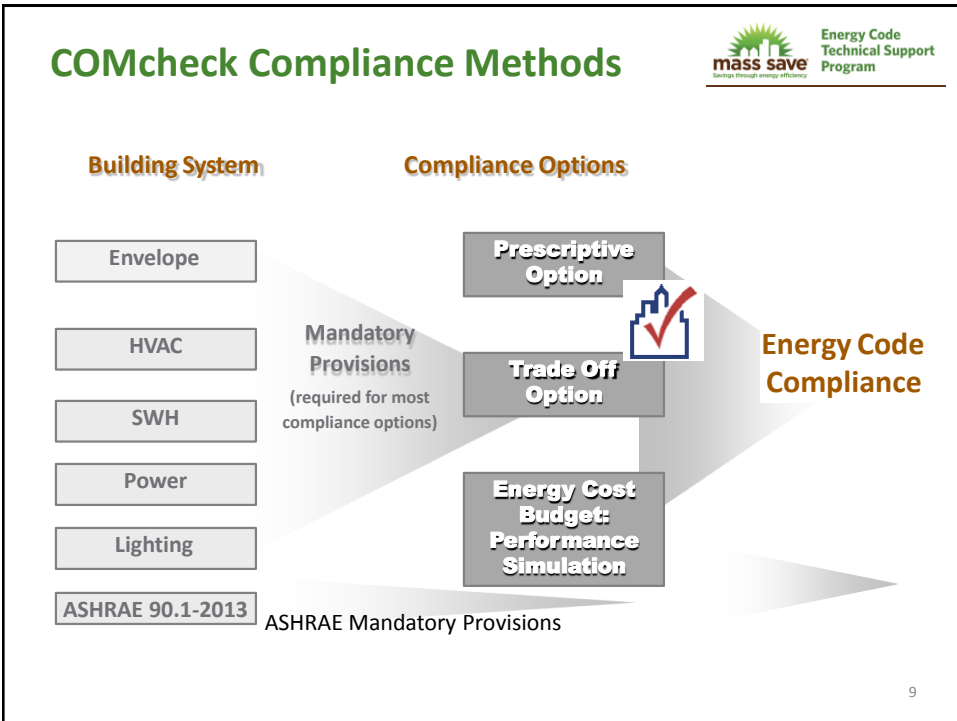 COMcheck Compliance Methods
mass save
Savings through energy efficiency
Energy Code
Technical Support
Program
Building System
Compliance Options
Envelope
HVAC
SWH
Power
Lighting
ASHRAE 90.1-2013
Mandatory
Provisions
(required for most
compliance options)
ASHRAE Mandatory Provisions
Prescriptive
Option
Trade Off
Option
Energy Cost
Budget:
Performance
Simulation
Energy Code
Compliance
9